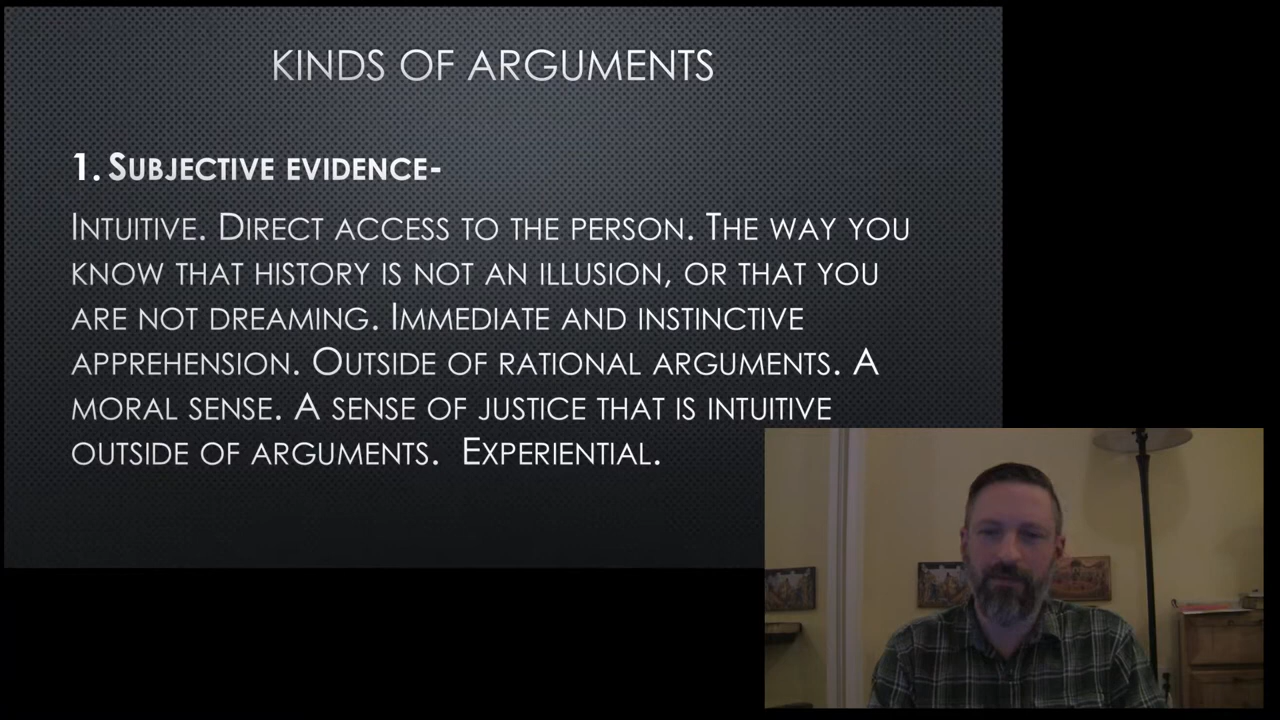 KINDS OF ARGUMENTS
1. SUBJECTIVE EVIDENCE-
INTUITIVE. DIRECT ACCESS TO THE PERSON. THE WAY YOU
KNOW THAT HISTORY IS NOT AN ILLUSION, OR THAT YOU
ARE NOT DREAMING. IMMEDIATE AND INSTINCTIVE
APPREHENSION. OUTSIDE OF RATIONAL ARGUMENTS. A
MORAL SENSE. A SENSE OF JUSTICE THAT IS INTUITIVE
OUTSIDE OF ARGUMENTS. EXPERIENTIAL.